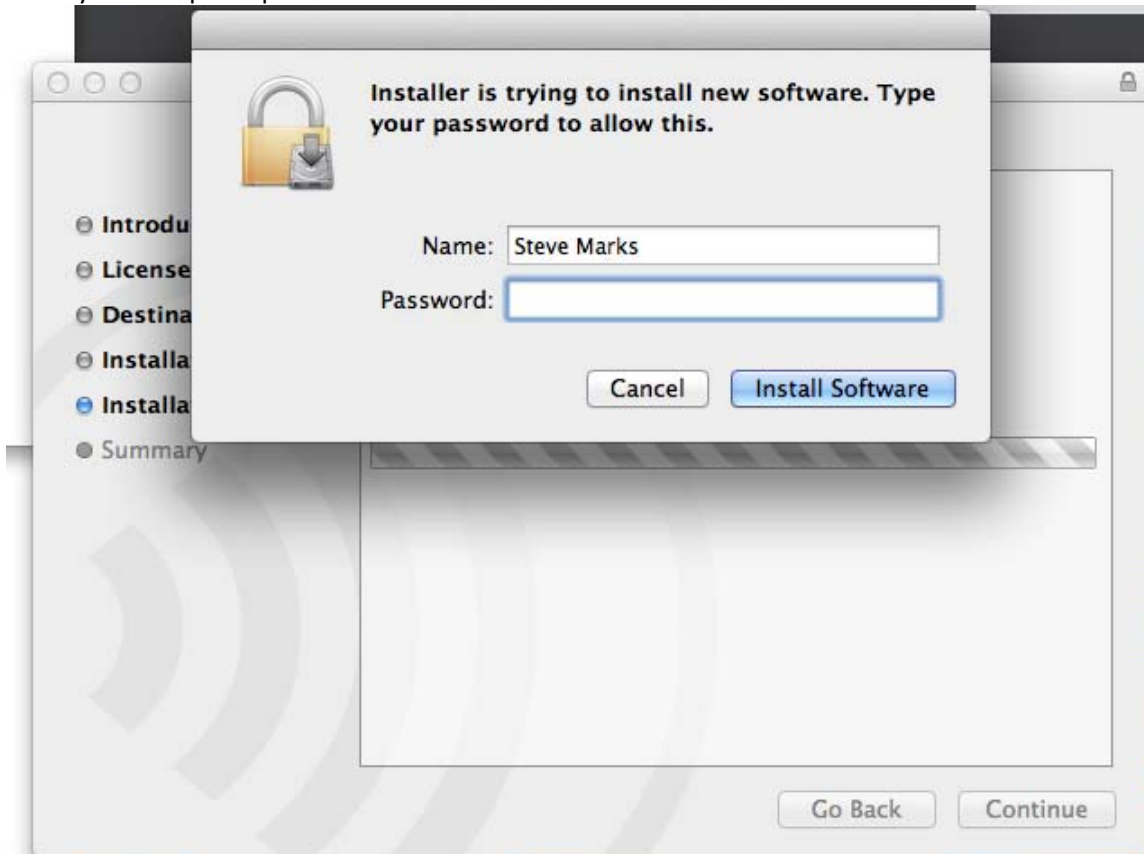 Installer is trying to install new software. Type
your password to allow this.
Name: Steve Marks
Password:
Cancel Install Software
Introdu
License
Destina
Installa
Installa
Summary
Go Back Continue